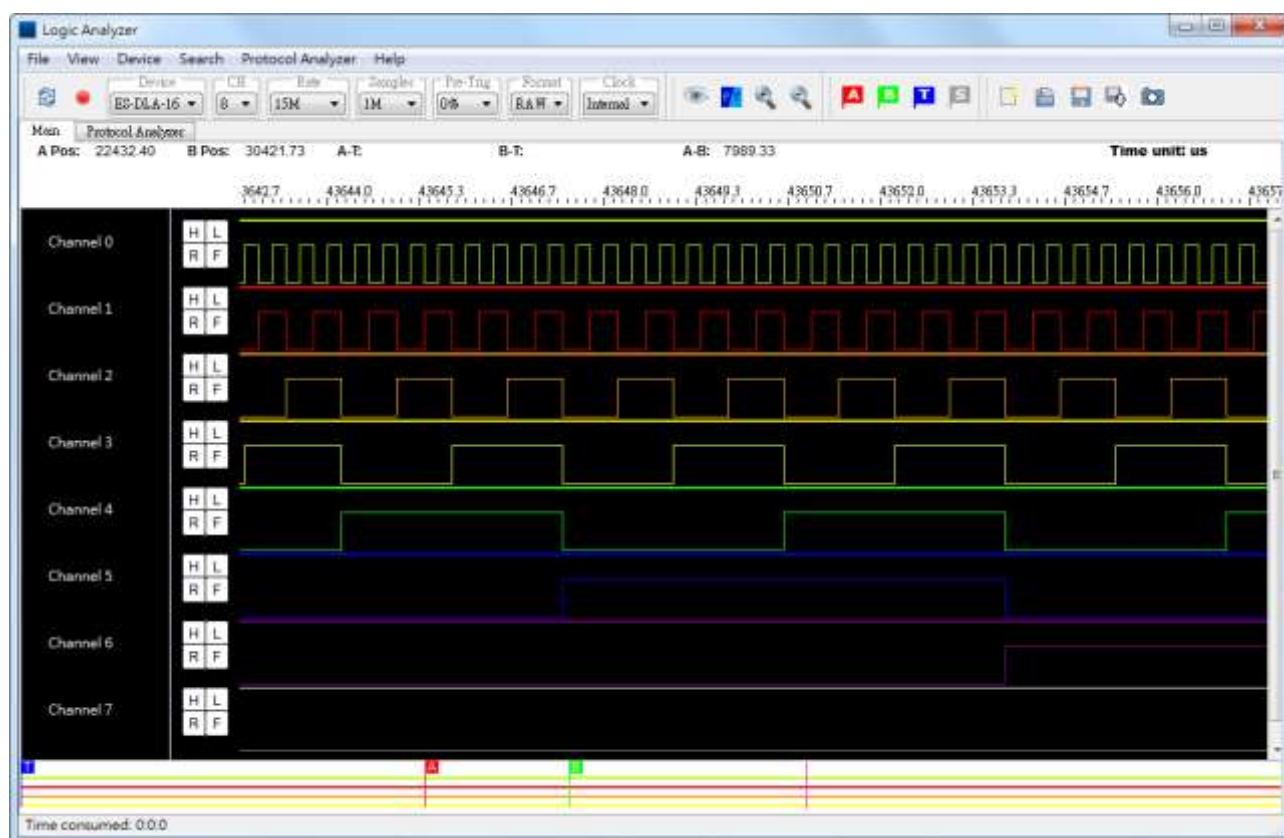 Logic Analyzer
File View Device Search Protocol Analyzer Help
Device CH Rate Samples Pre-Trig Format Clock
ES-DLA-16 8 15M 1M 0% RAW Internal
A B T S
Main Protocol Analyzer
A Pos: 22432.40 B Pos: 30421.73 A-T: B-T: A-B: 7989.33 Time unit: us
3642.7 43644.0 43645.3 43646.7 43648.0 43649.3 43650.7 43652.0 43653.3 43654.7 43656.0 43657
Channel 0 H L
R F
Channel 1 H L
R F
Channel 2 H L
R F
Channel 3 H L
R F
Channel 4 H L
R F
Channel 5 H L
R F
Channel 6 H L
R F
Channel 7 H L
R F
T A B
Time consumed: 0:0:0